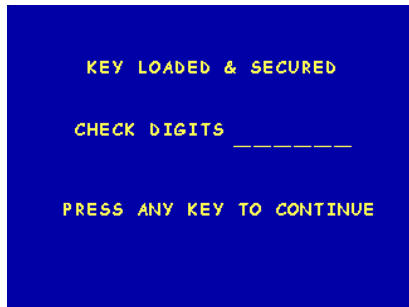 KEY LOADED & SECURED
CHECK DIGITS ______
PRESS ANY KEY TO CONTINUE